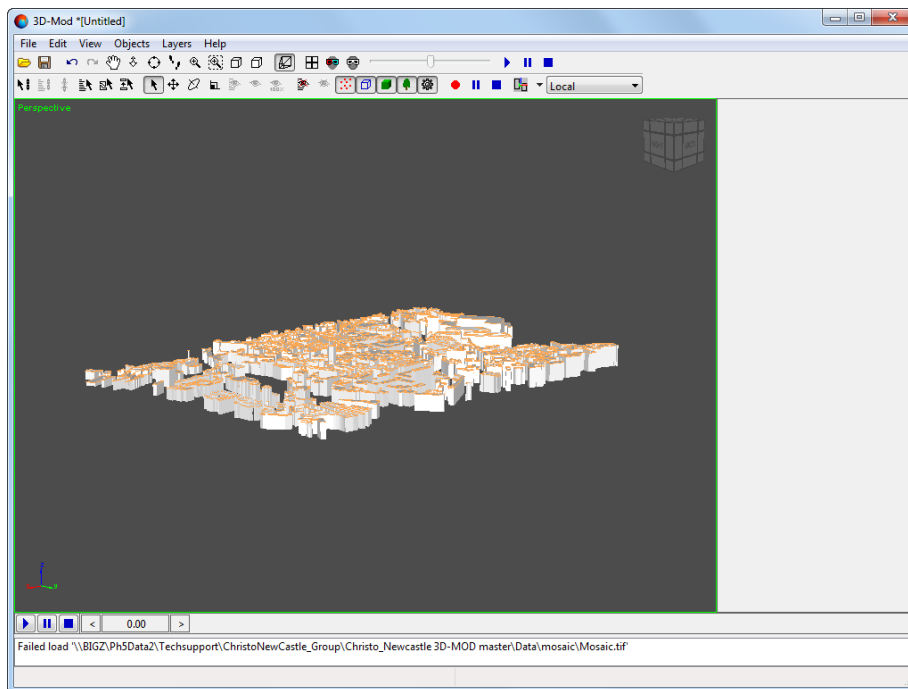 3D-Mod *[Untitled]
File Edit View Objects Layers Help
Local
Perspective
z
y
< 0.00 >
Failed load '\\BIGZ\Ph5Data2\Techsupport\ChristoNewCastle_Group\Christo_Newcastle 3D-MOD master\Data\mosaic\Mosaic.tif'